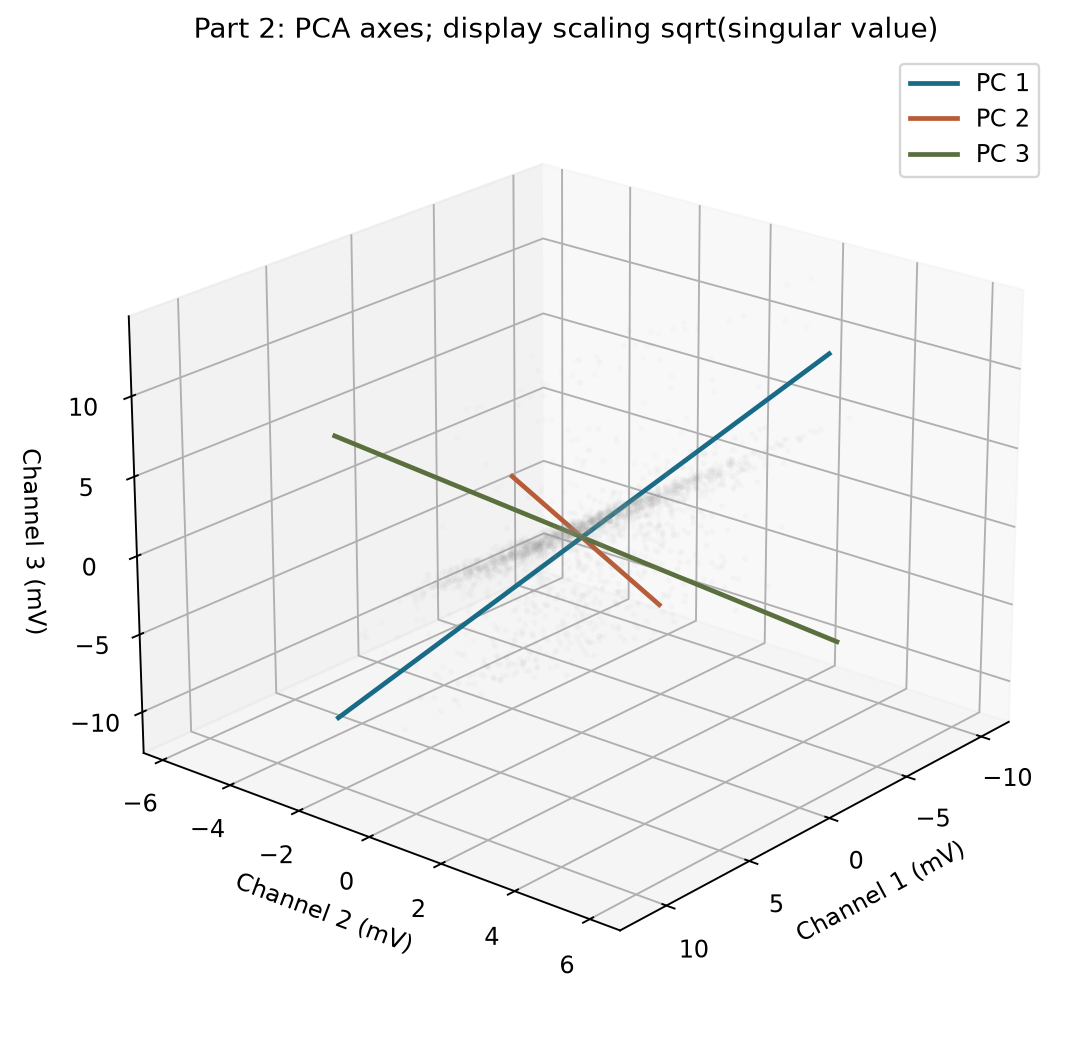 Part 2: PCA axes; display scaling sqrt(singular value)
PC 1
PC 2
PC 3
10
5
0
−5
−10
Channel 3 (mV)
−6
−4
−2
0
2
4
6
Channel 2 (mV)
−10
−5
0
5
10
Channel 1 (mV)